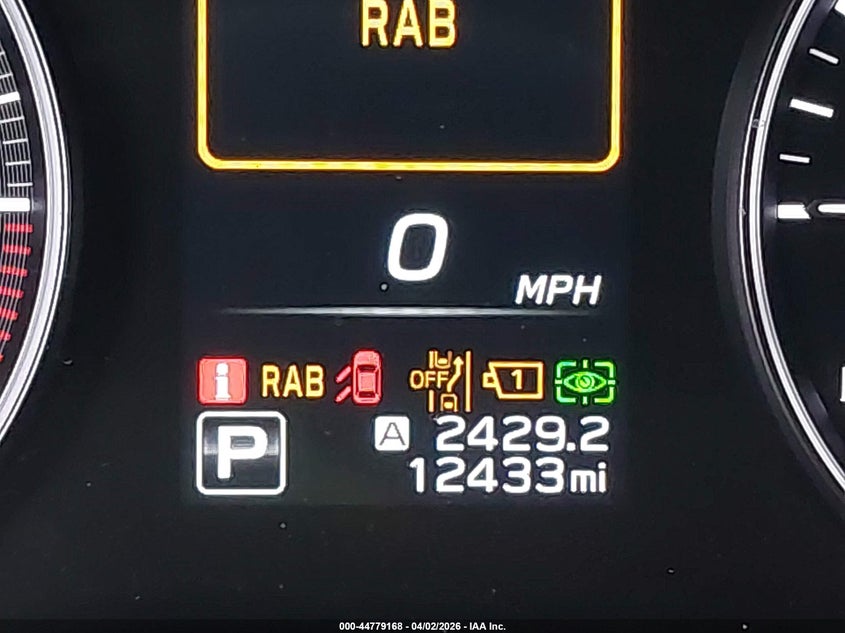 RAB
0
MPH
i RAB OFF 1
P A 2429.2
12433mi
000-44779168 - 04/02/2026 - IAA Inc.